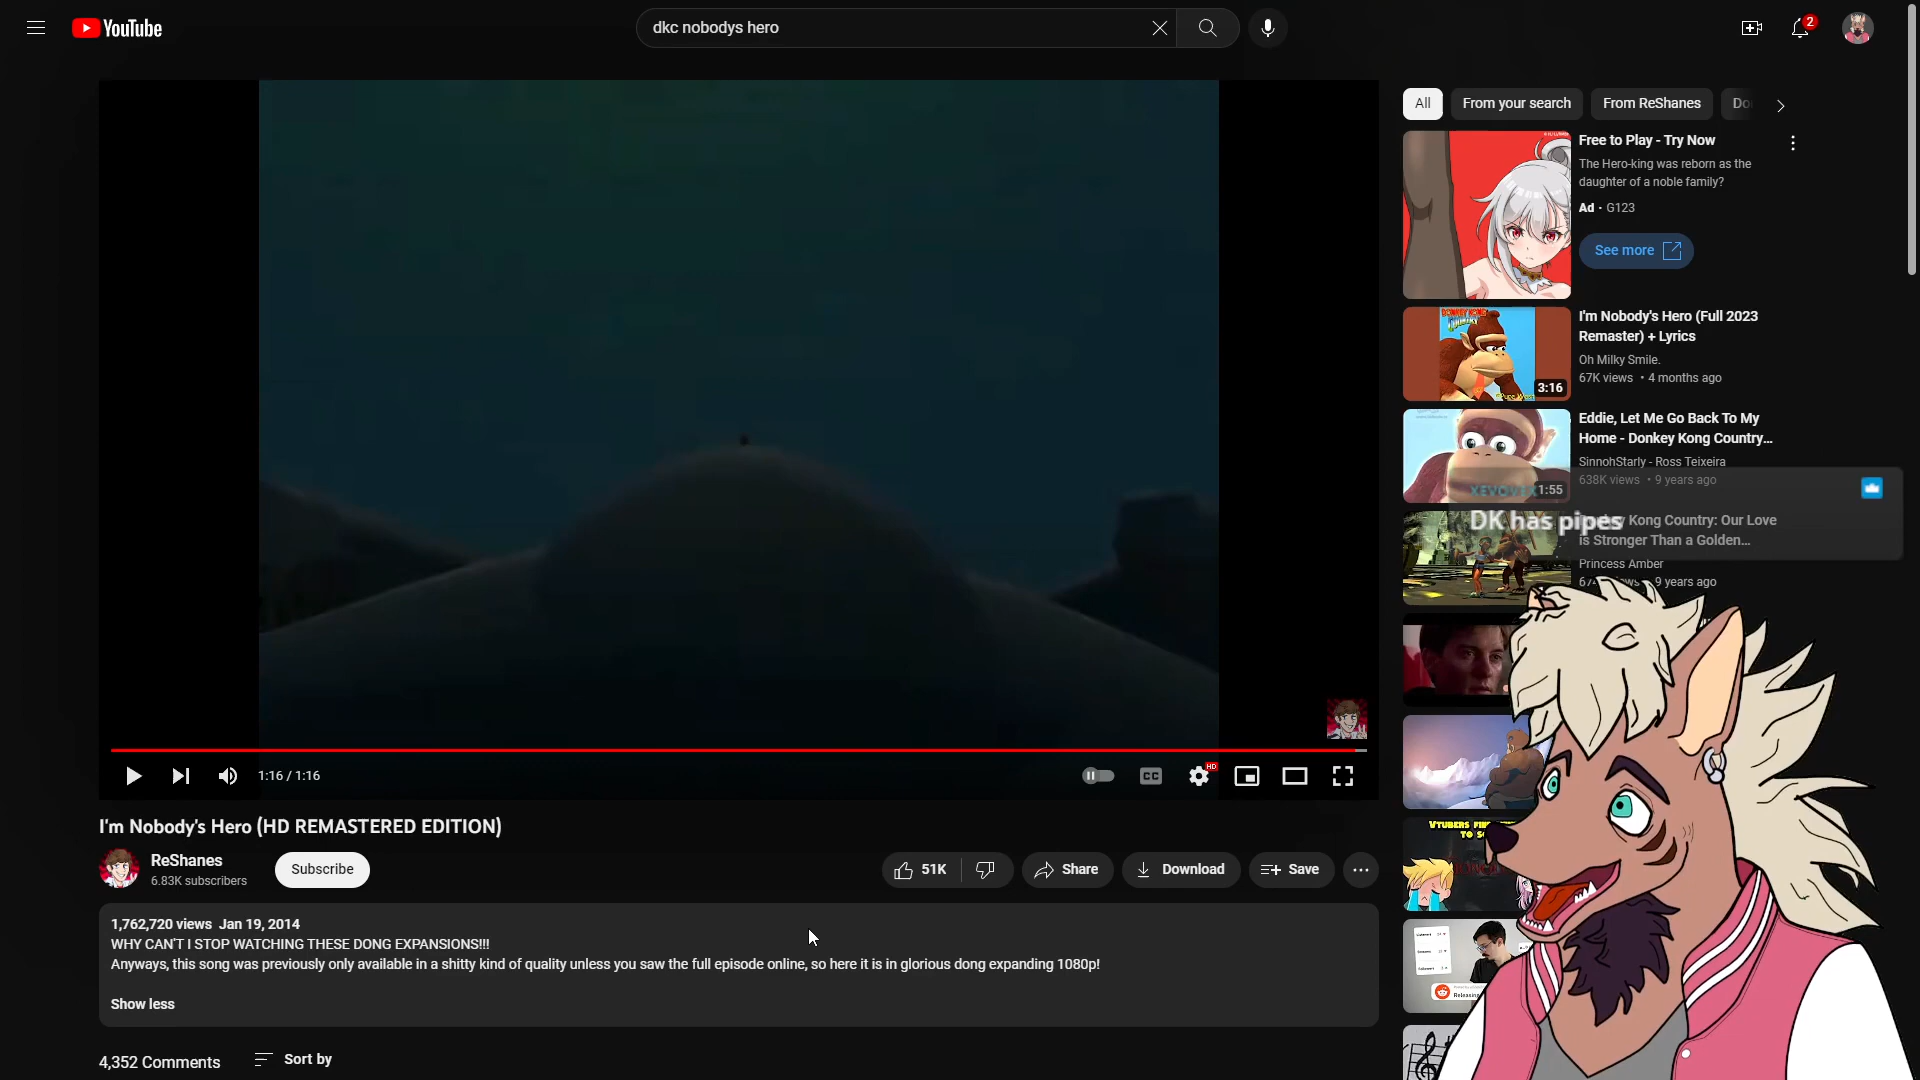 YouTube
dkc nobodys hero
2
All
From your search
From ReShanes
Free to Play - Try Now
The Hero-king was reborn as the
daughter of a noble family?
Ad · G123
See more
I'm Nobody's Hero (Full 2023
Remaster) + Lyrics
Oh Milky Smile.
67K views • 4 months ago
3:16
Eddie, Let Me Go Back To My
Home - Donkey Kong Country...
SinnohStarly - Ross Teixeira
638K views • 9 years ago
1:55
DK has pipes
Kong Country: Our Love
is Stronger Than a Golden...
Princess Amber
9 years ago
1:16 / 1:16
CC
HD
I'm Nobody's Hero (HD REMASTERED EDITION)
ReShanes
6.83K subscribers
Subscribe
51K
Share
Download
Save
1,762,720 views Jan 19, 2014
WHY CAN'T I STOP WATCHING THESE DONG EXPANSIONS!!!
Anyways, this song was previously only available in a shitty kind of quality unless you saw the full episode online, so here it is in glorious dong expanding 1080p!
Show less
4,352 Comments
Sort by